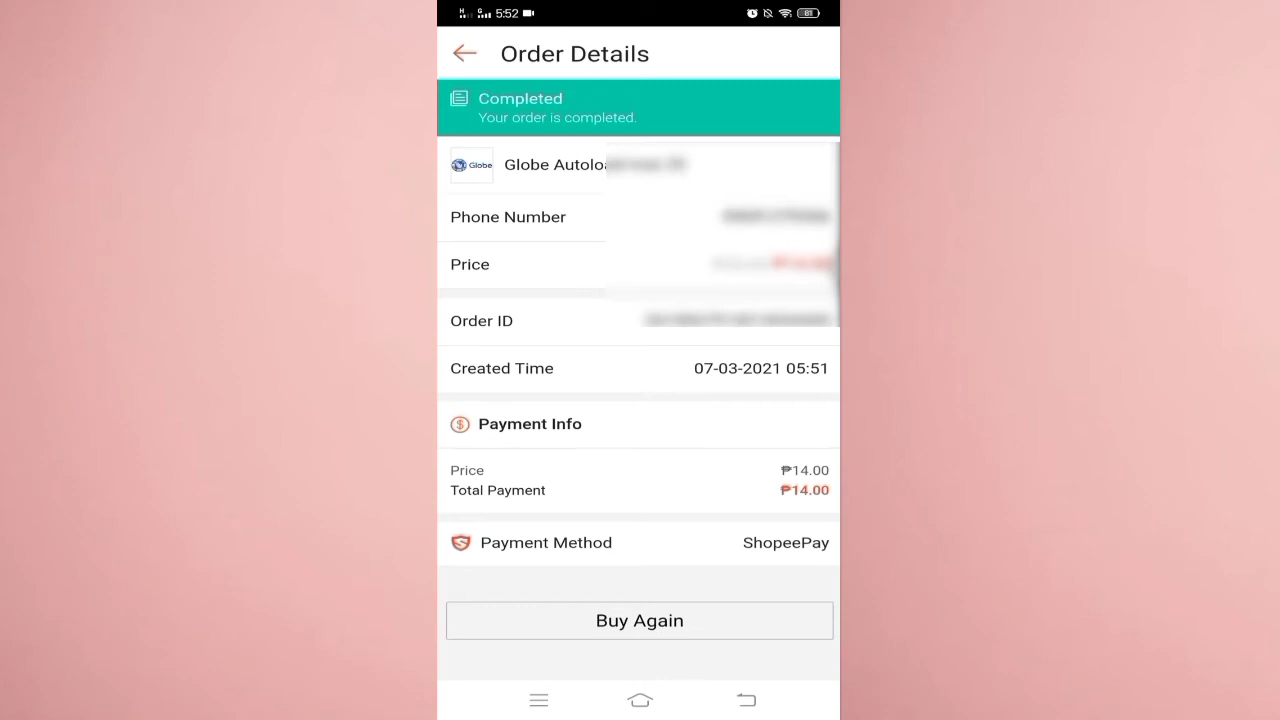 H G 5:52 81
Order Details
Completed
Your order is completed.
Globe Globe Autoloa
Phone Number
Price
Order ID
Created Time 07-03-2021 05:51
Payment Info
Price ₱14.00
Total Payment ₱14.00
Payment Method ShopeePay
Buy Again